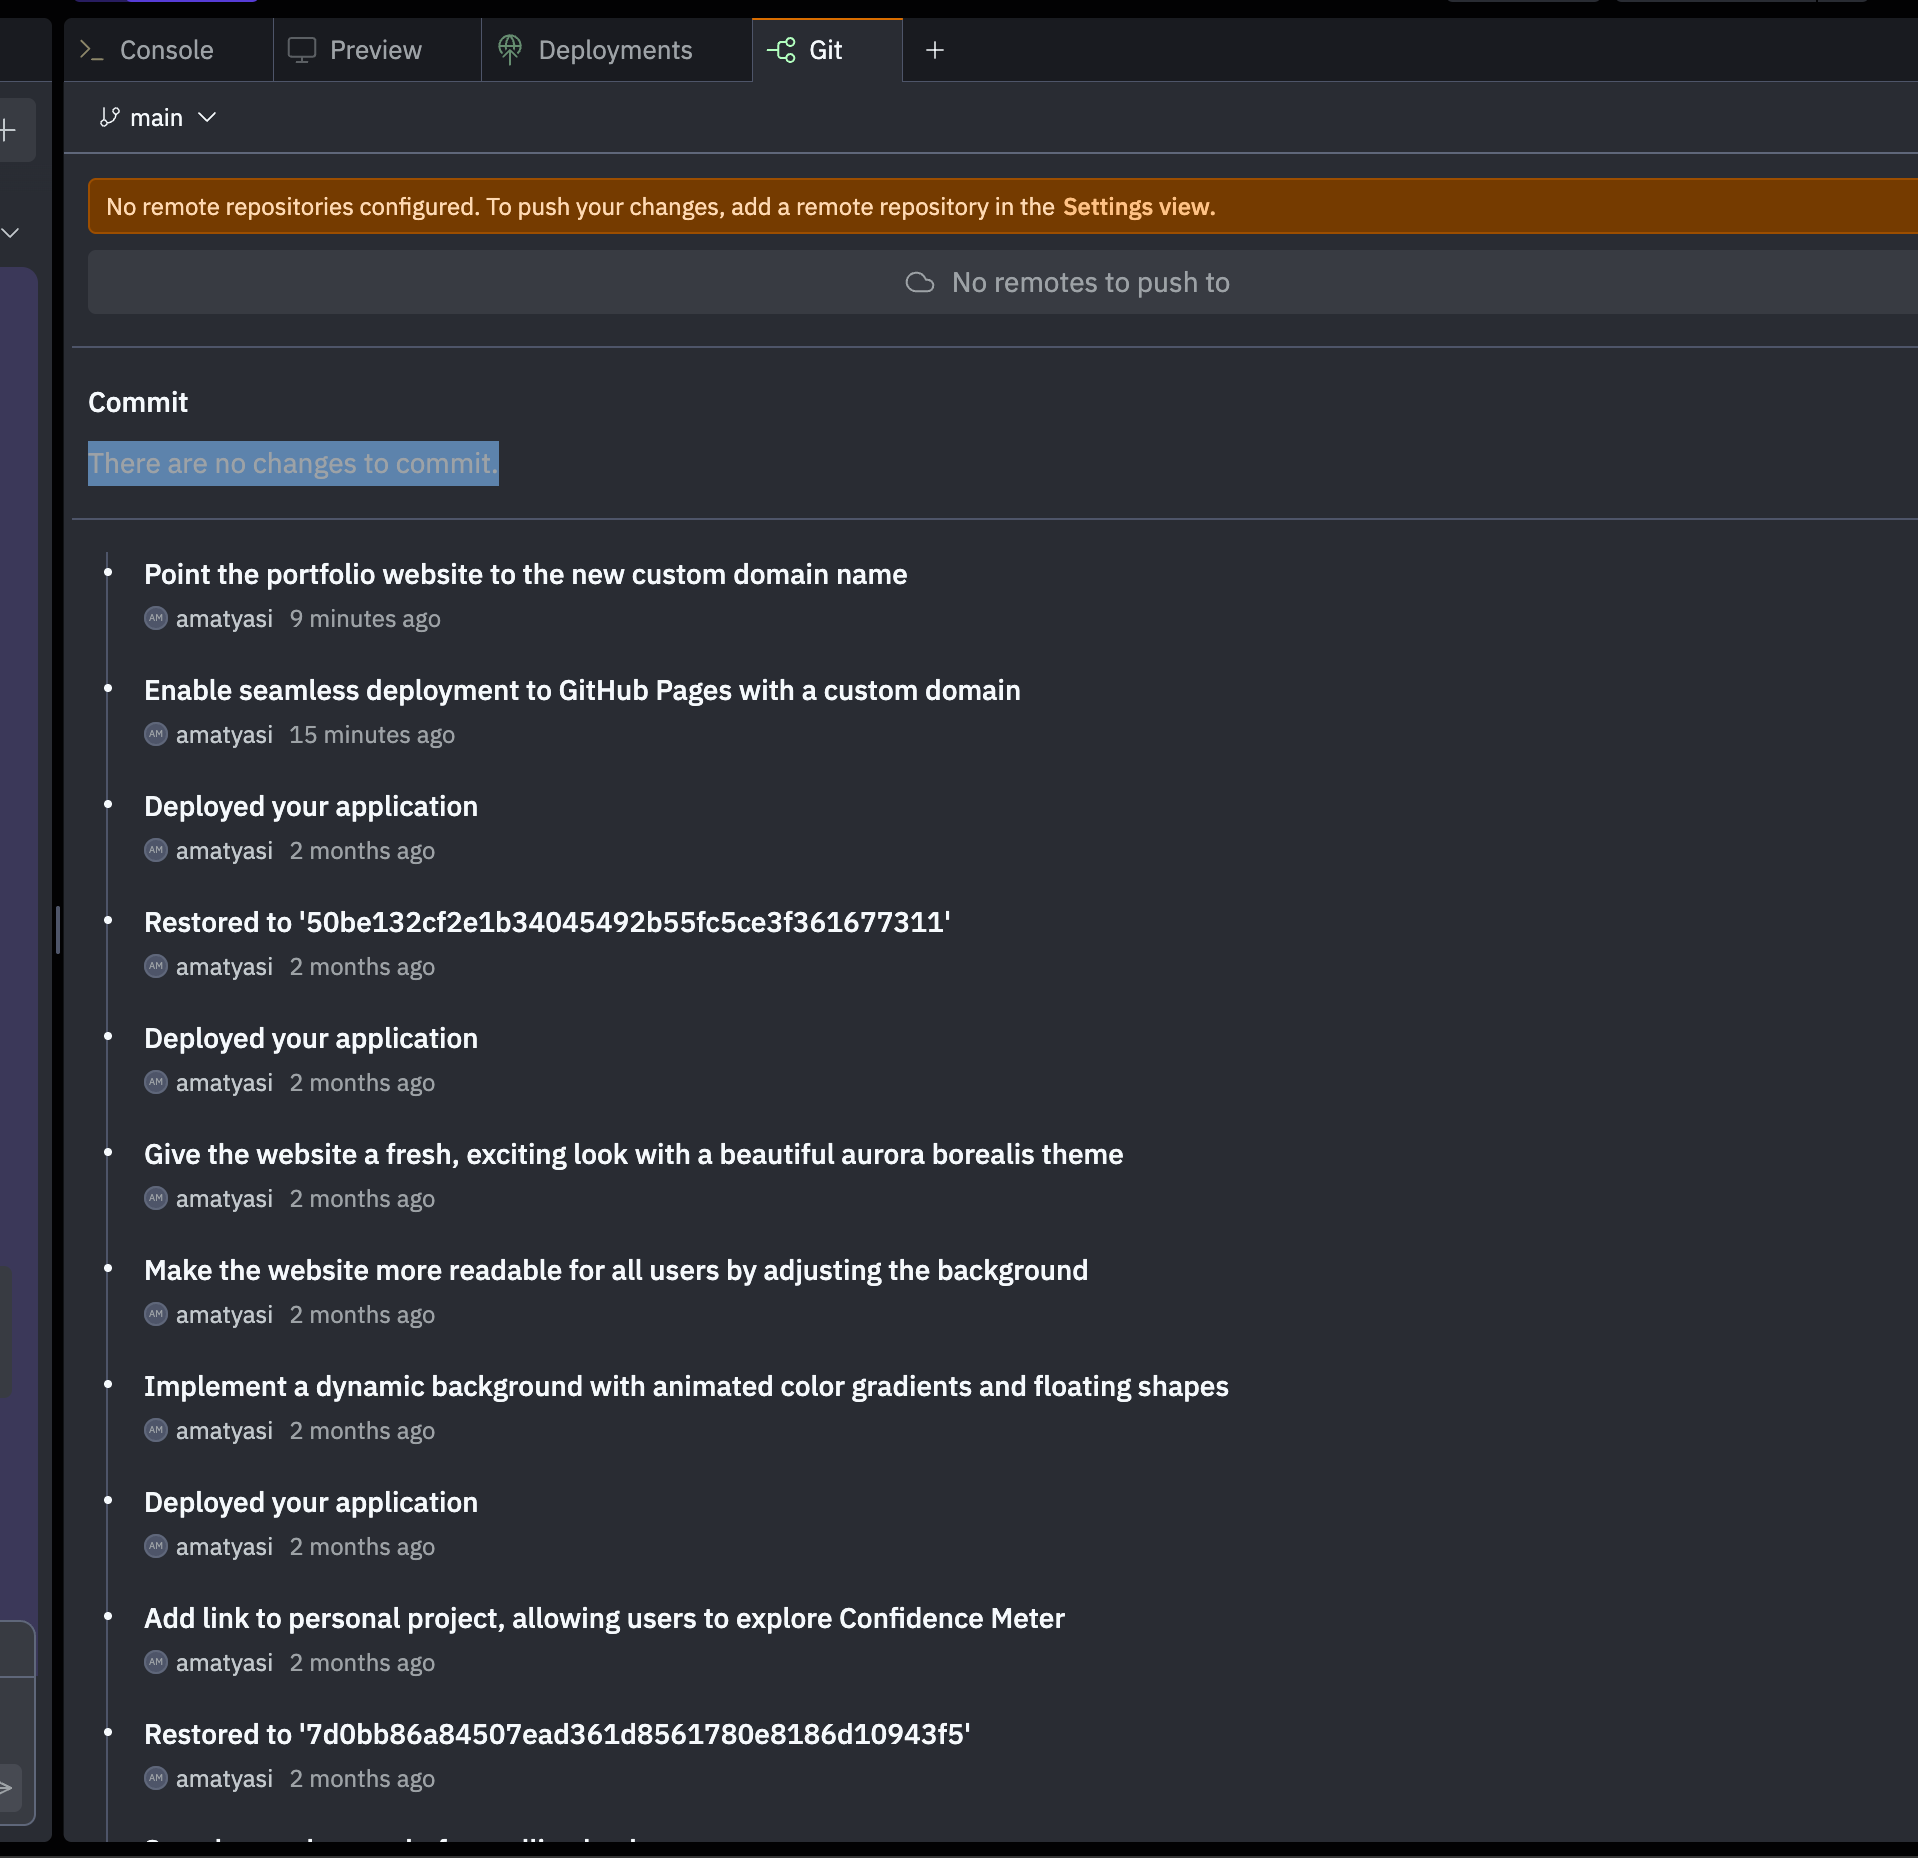 Console
Preview
Deployments
Git
main
No remote repositories configured. To push your changes, add a remote repository in the Settings view.
No remotes to push to
Commit
There are no changes to commit.
Point the portfolio website to the new custom domain name
AM amatyasi 9 minutes ago
Enable seamless deployment to GitHub Pages with a custom domain
AM amatyasi 15 minutes ago
Deployed your application
AM amatyasi 2 months ago
Restored to '50be132cf2e1b34045492b55fc5ce3f361677311'
AM amatyasi 2 months ago
Deployed your application
AM amatyasi 2 months ago
Give the website a fresh, exciting look with a beautiful aurora borealis theme
AM amatyasi 2 months ago
Make the website more readable for all users by adjusting the background
AM amatyasi 2 months ago
Implement a dynamic background with animated color gradients and floating shapes
AM amatyasi 2 months ago
Deployed your application
AM amatyasi 2 months ago
Add link to personal project, allowing users to explore Confidence Meter
AM amatyasi 2 months ago
Restored to '7d0bb86a84507ead361d8561780e8186d10943f5'
AM amatyasi 2 months ago